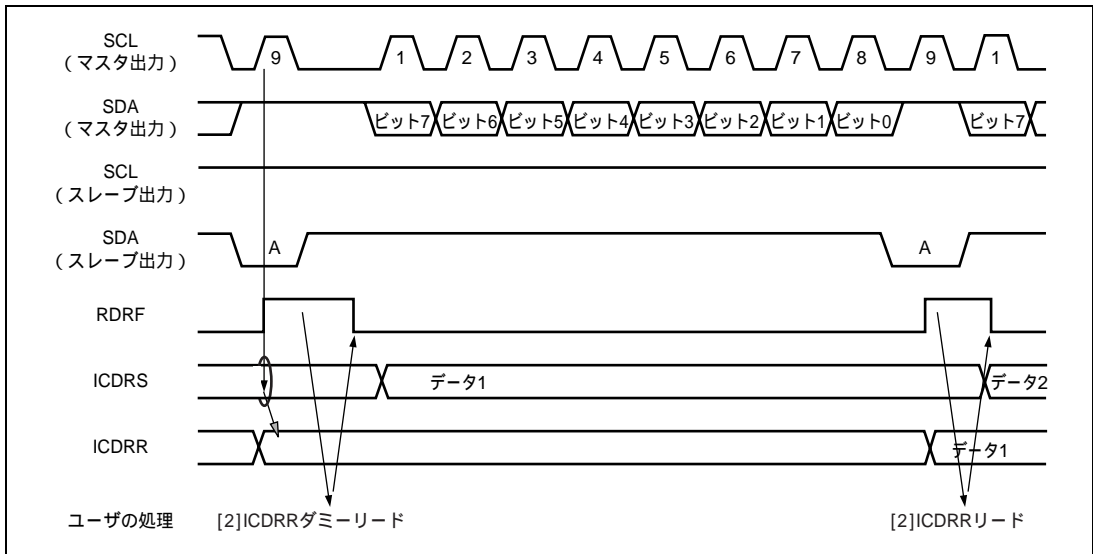 SCL
（マスタ出力）
9 1 2 3 4 5 6 7 8 9 1
SDA
（マスタ出力）
ビット7 ビット6 ビット5 ビット4 ビット3 ビット2 ビット1 ビット0 ビット7
SCL
（スレーブ出力）
SDA
（スレーブ出力）
A A
RDRF
ICDRS
データ1 データ2
ICDRR
データ1
ユーザの処理 [2]ICDRRダミーリード [2]ICDRRリード